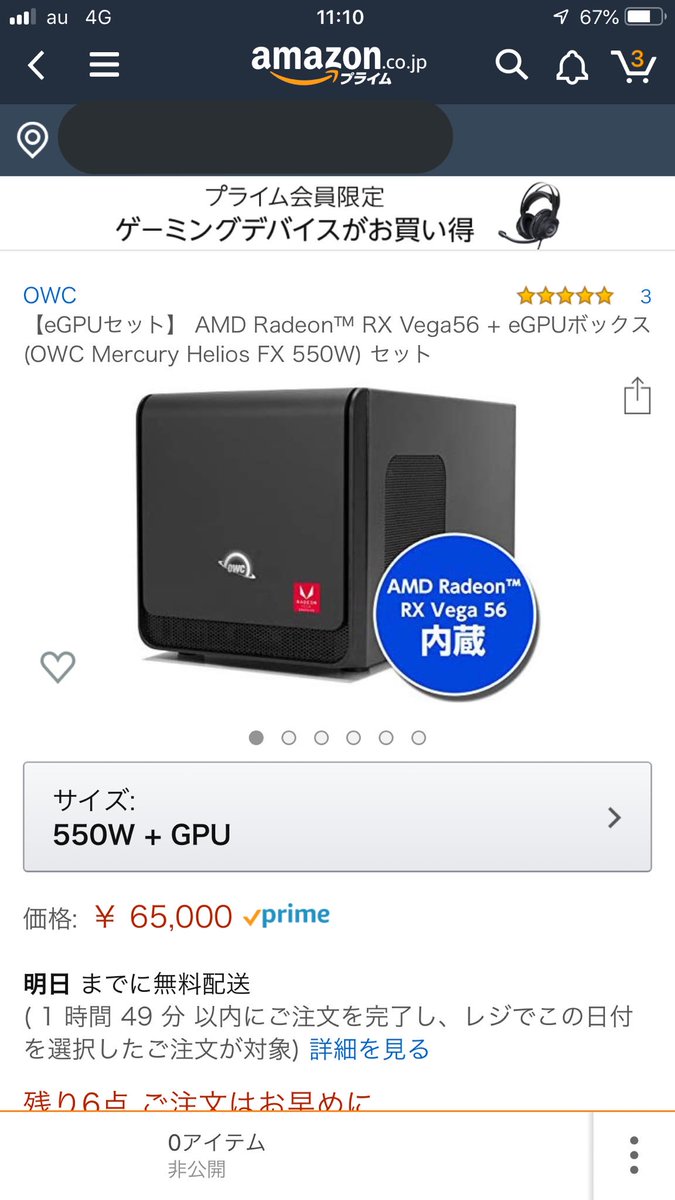 au 4G 11:10 67%
amazon.co.jp
プライム
3
プライム会員限定
ゲーミングデバイスがお買い得
OWC 3
【eGPUセット】 AMD Radeon™ RX Vega56 + eGPUボックス
(OWC Mercury Helios FX 550W) セット
OWC
RADEON
AMD Radeon™
RX Vega 56
内蔵
サイズ:
550W + GPU
価格: ￥ 65,000 prime
明日 までに無料配送
( 1 時間 49 分 以内にご注文を完了し、レジでこの日付
を選択したご注文が対象) 詳細を見る
残り6点 ご注文はお早めに
0アイテム
非公開